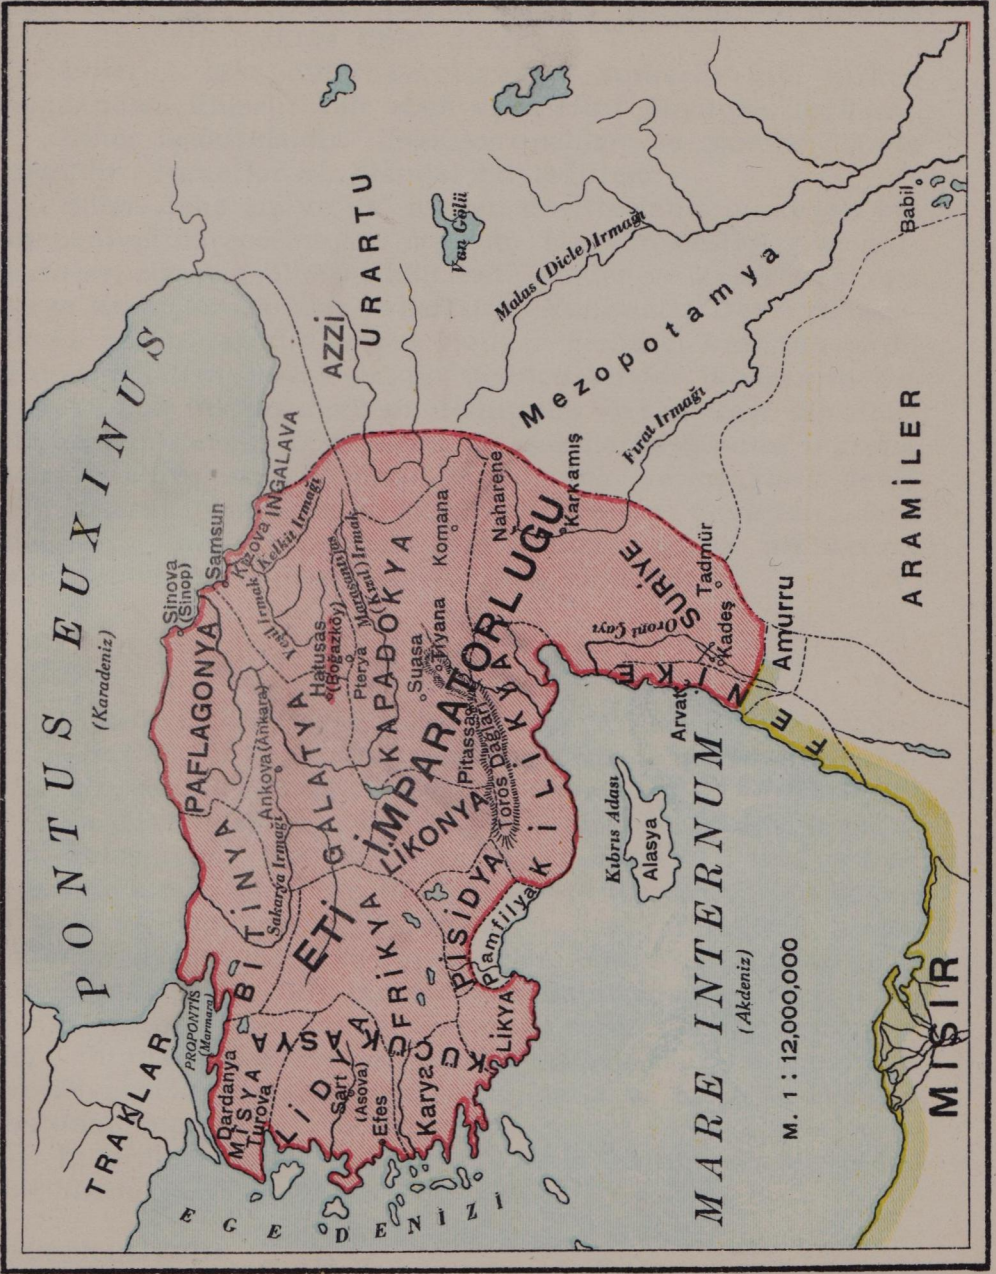 PONTUS EUXINUS
(Karadeniz)
TRAKLAR
PROPONTIS
(Marmara)
EGE DENİZİ
Sinova
(Sinop)
Samsun
PAFLAGONYA
İNGALAVA
Kelkit Irmağı
Yeşil Irmak
AZZİ
URARTU
Van Gölü
BİTİNYA
Sakarya Irmağı
Ankova (Ankara)
GALATYA
Hatusas
(Bogazköy)
Pterya
(Kızıl) Irmak
KAPADOKYA
Komana
Suasa
Tiyana
ETİ İMPARATORLUGU
Dardanya
MİSYA
Turova
LİDYA
Sart
(Asova)
Efes
Karya
LİKYA
FRİKYA
PİSİDYA
Pamfilya
LİKONYA
Pitassa
Toros Dağları
KİLİKYA
Naharene
Karkamış
Malas (Dicle) Irmağı
Mezopotamya
Fırat Irmağı
Babil
SURİYE
Oront Çayı
Tadmür
Kadeş
Arvat
Amurru
FENİKE
ARAMİLER
Kıbrıs Adası
Alasya
MARE INTERNUM
(Akdeniz)
M. 1 : 12,000,000
MISIR